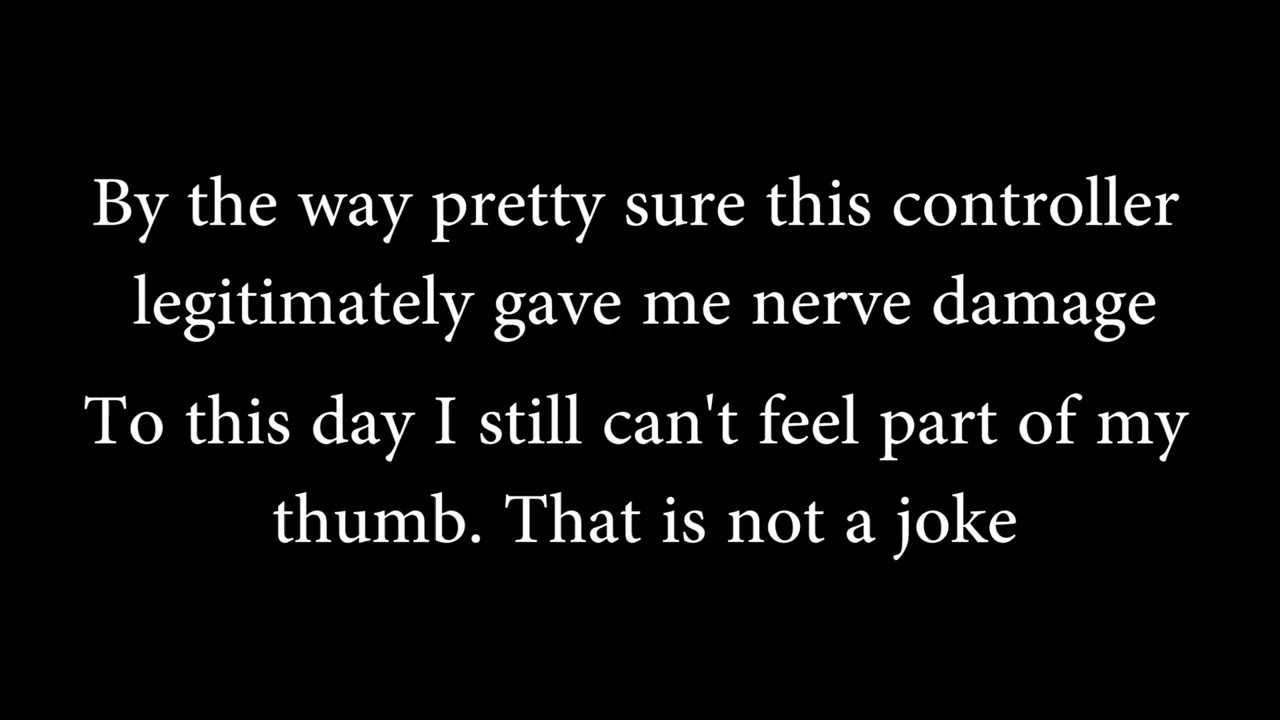 By the way pretty sure this controller
legitimately gave me nerve damage
To this day I still can't feel part of my
thumb. That is not a joke